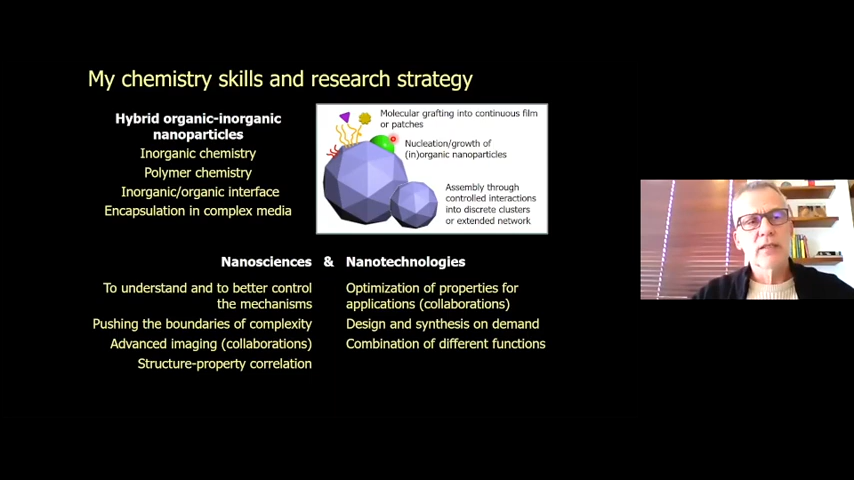 My chemistry skills and research strategy
Hybrid organic-inorganic
nanoparticles
Inorganic chemistry
Polymer chemistry
Inorganic/organic interface
Encapsulation in complex media
Molecular grafting into continuous film
or patches
Nucleation/growth of
(in)organic nanoparticles
Assembly through
controlled interactions
into discrete clusters
or extended network
Nanosciences & Nanotechnologies
To understand and to better control
the mechanisms
Pushing the boundaries of complexity
Advanced imaging (collaborations)
Structure-property correlation
Optimization of properties for
applications (collaborations)
Design and synthesis on demand
Combination of different functions